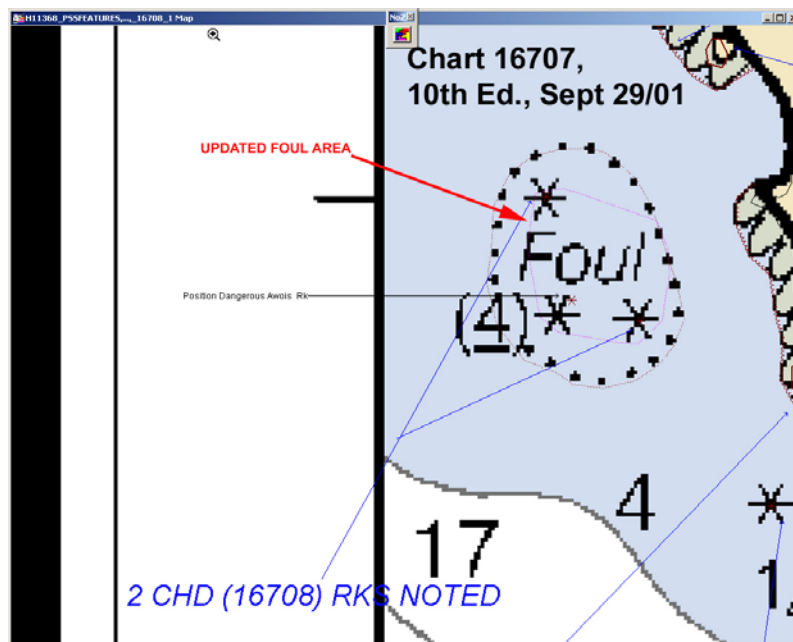 H11368_PSSFEATURES,..._16708_1 Map
Chart 16707,
10th Ed., Sept 29/01
UPDATED FOUL AREA
Foul
Position Dangerous Awois Rk
(4)
4
17
2 CHD (16708) RKS NOTED